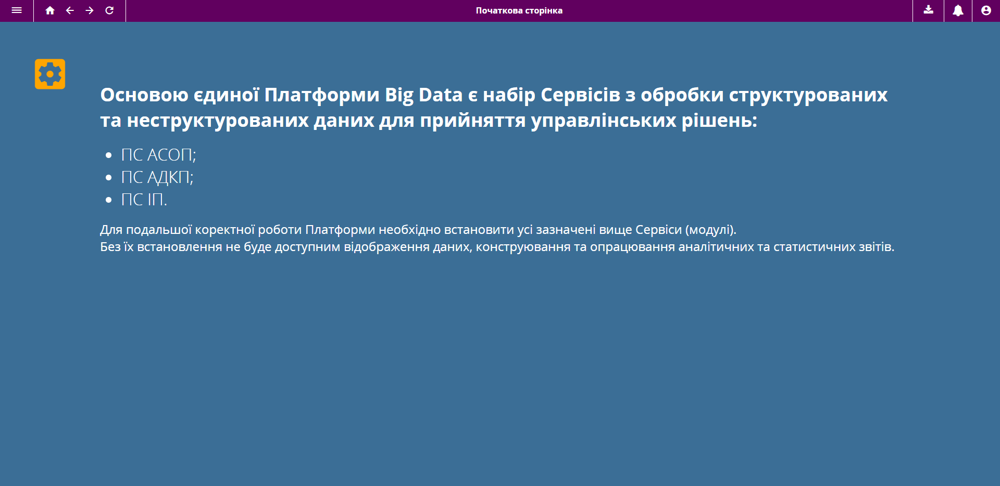 Початкова сторінка
Основою єдиної Платформи Big Data є набір Сервісів з обробки структурованих
та неструктурованих даних для прийняття управлінських рішень:
• ПС АСОП;
• ПС АДКП;
• ПС ІП.
Для подальшої коректної роботи Платформи необхідно встановити усі зазначені вище Сервіси (модулі).
Без їх встановлення не буде доступним відображення даних, конструювання та опрацювання аналітичних та статистичних звітів.